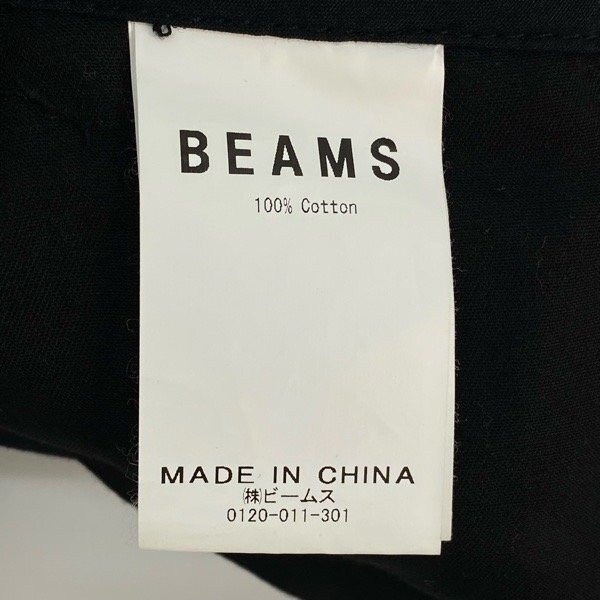 BEAMS
100% Cotton
MADE IN CHINA
㈱ビームス
0120-011-301